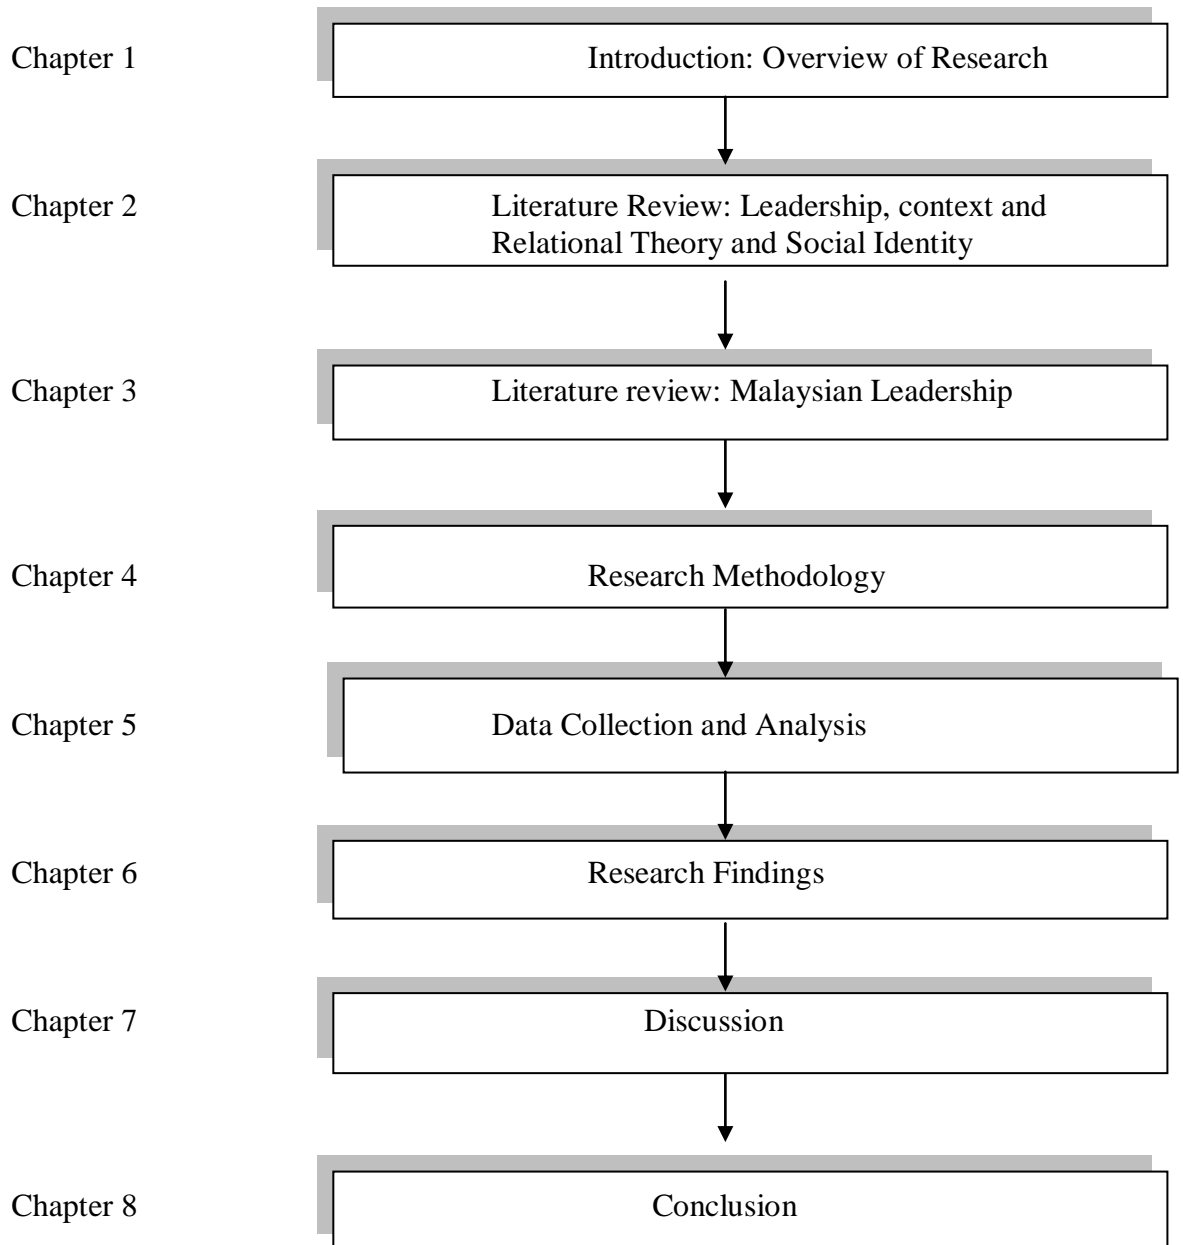 Chapter 1
Introduction: Overview of Research
Chapter 2
Literature Review: Leadership, context and
Relational Theory and Social Identity
Chapter 3
Literature review: Malaysian Leadership
Chapter 4
Research Methodology
Chapter 5
Data Collection and Analysis
Chapter 6
Research Findings
Chapter 7
Discussion
Chapter 8
Conclusion